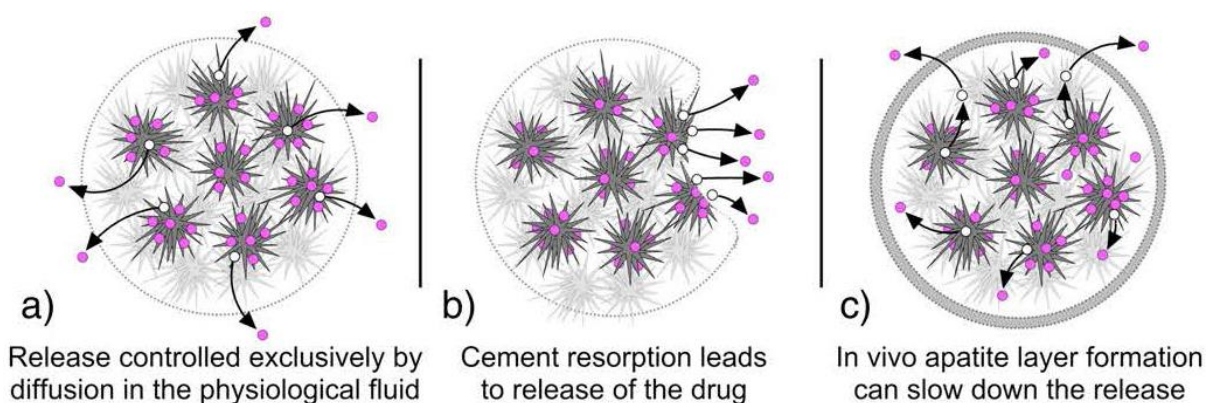 a)
Release controlled exclusively by
diffusion in the physiological fluid
b)
Cement resorption leads
to release of the drug
c)
In vivo apatite layer formation
can slow down the release